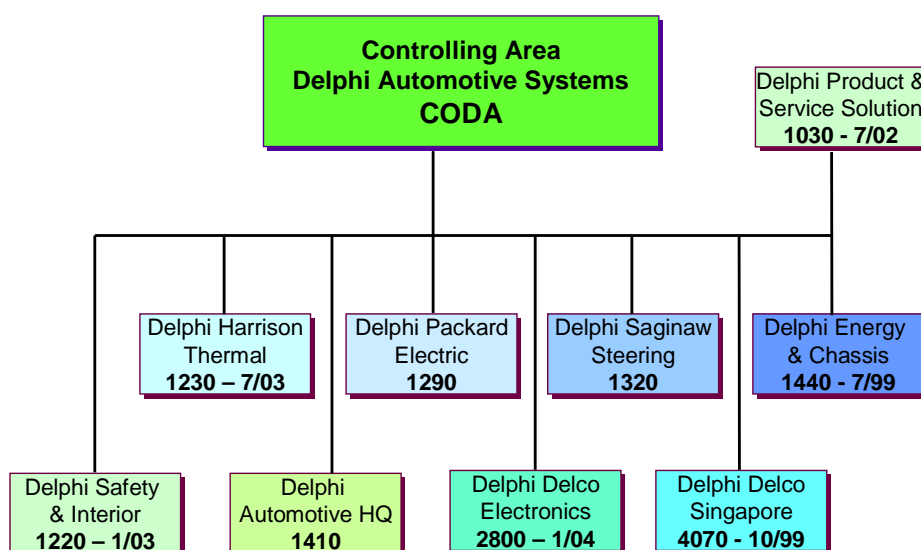 Controlling Area
Delphi Automotive Systems
CODA
Delphi Product &
Service Solution
1030 - 7/02
Delphi Harrison
Thermal
1230 – 7/03
Delphi Packard
Electric
1290
Delphi Saginaw
Steering
1320
Delphi Energy
& Chassis
1440 - 7/99
Delphi Safety
& Interior
1220 – 1/03
Delphi
Automotive HQ
1410
Delphi Delco
Electronics
2800 – 1/04
Delphi Delco
Singapore
4070 - 10/99